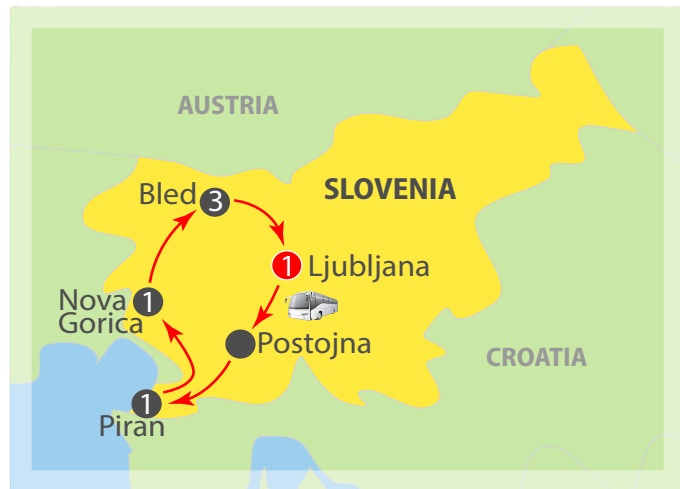 AUSTRIA
Bled 3
SLOVENIA
1 Ljubljana
Nova
Gorica
1
Postojna
CROATIA
1
Piran